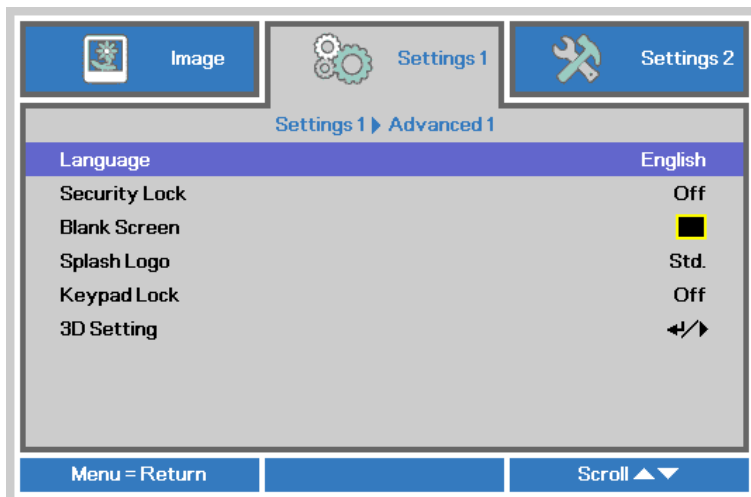 Image Settings 1 Settings 2
Settings 1 Advanced 1
Language English
Security Lock Off
Blank Screen
Splash Logo Std.
Keypad Lock Off
3D Setting /
Menu = Return Scroll ▲▼